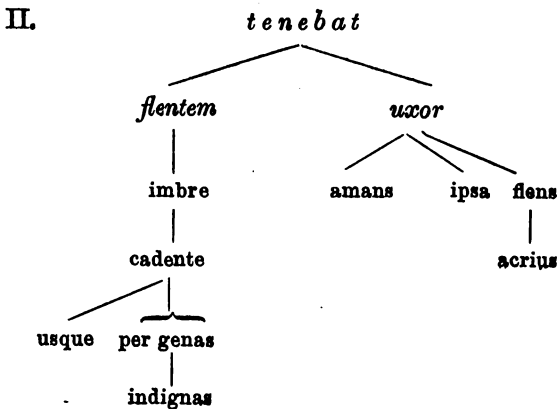 II. tenebat
flentem uxor
imbre amans ipsa flens
cadente acrius
usque per genas
indignas